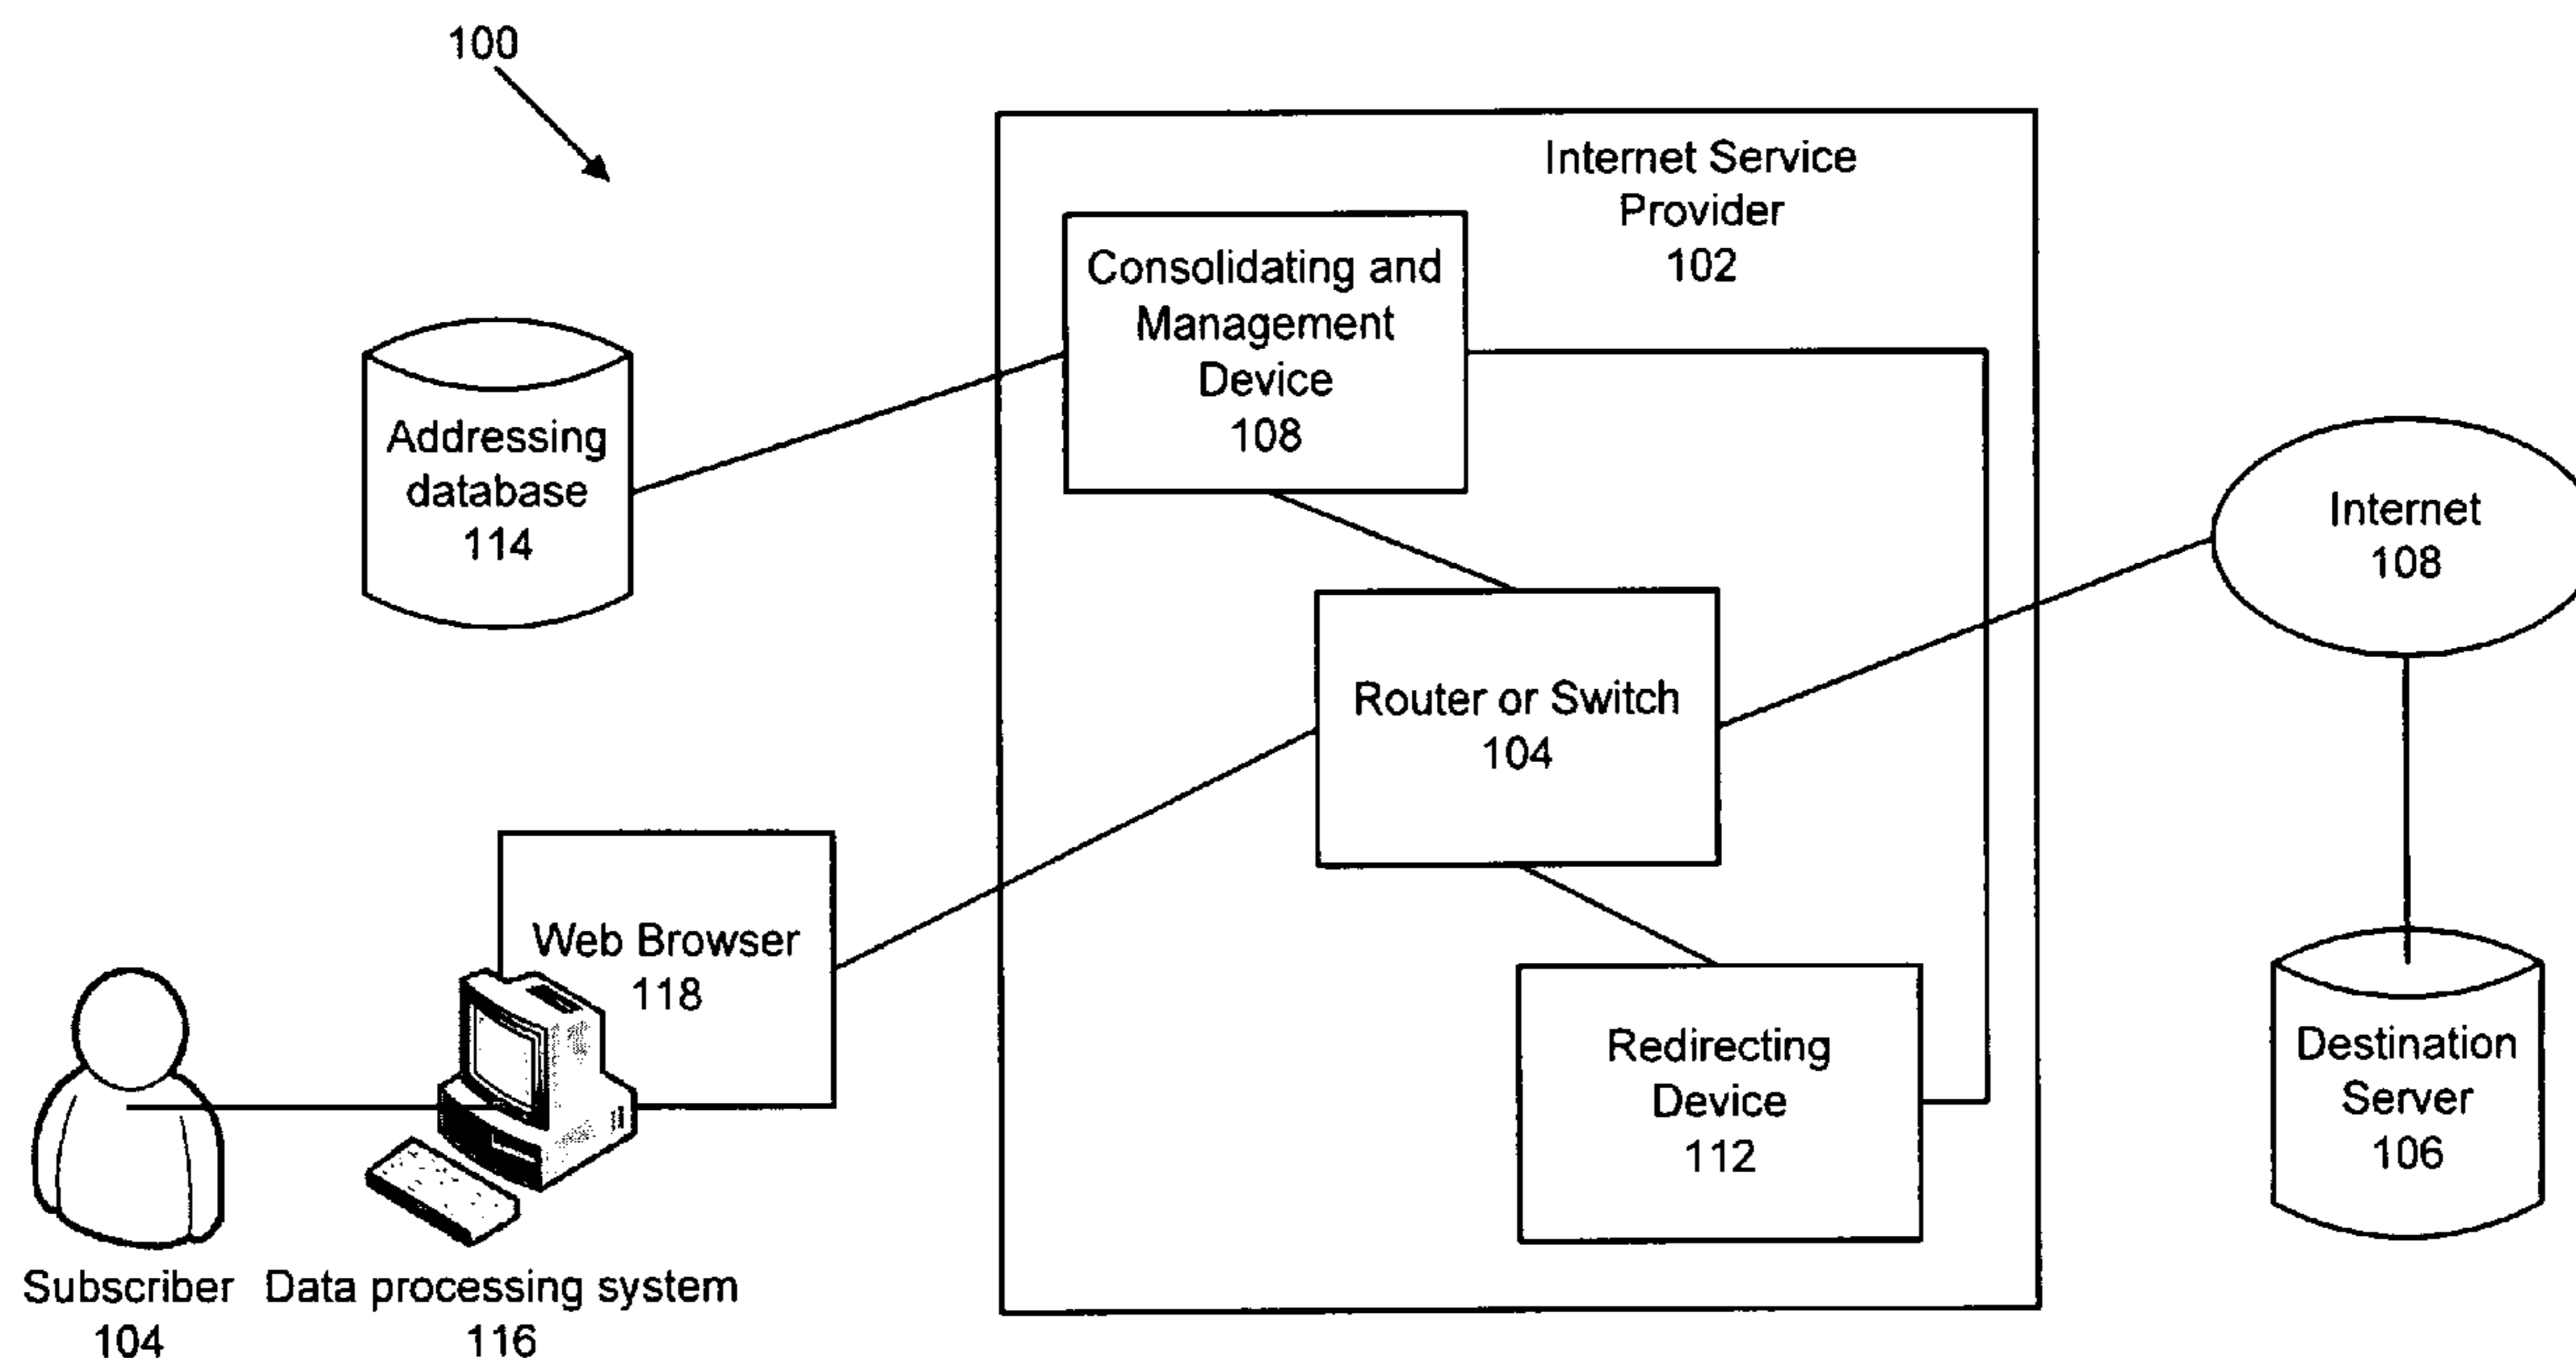 100
Internet Service
Provider
102
Consolidating and
Management
Device
108
Addressing
database
114
Internet
108
Router or Switch
104
Web Browser
118
Redirecting
Device
112
Destination
Server
106
Subscriber
104
Data processing system
116